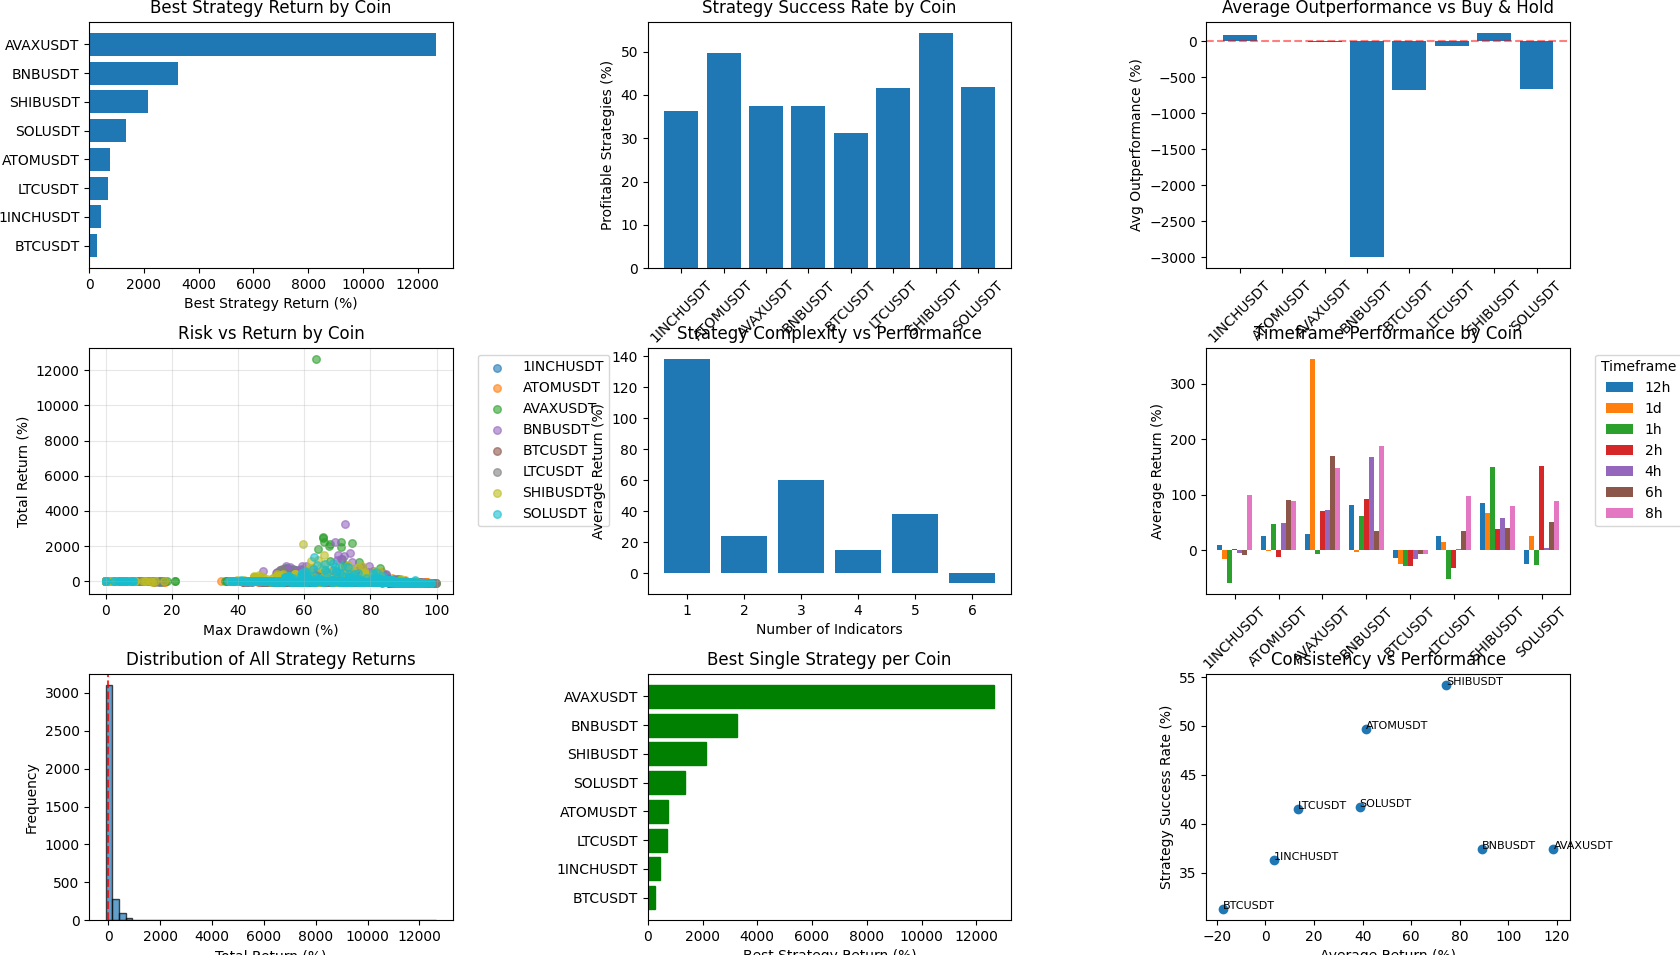 Best Strategy Return by Coin
AVAXUSDT
BNBUSDT
SHIBUSDT
SOLUSDT
ATOMUSDT
LTCUSDT
1INCHUSDT
BTCUSDT
0 2000 4000 6000 8000 10000 12000
Best Strategy Return (%)
Strategy Success Rate by Coin
Profitable Strategies (%)
50
40
30
20
10
0
1INCHUSDT ATOMUSDT AVAXUSDT BNBUSDT BTCUSDT LTCUSDT SHIBUSDT SOLUSDT
Average Outperformance vs Buy & Hold
Avg Outperformance (%)
0
−500
−1000
−1500
−2000
−2500
−3000
1INCHUSDT ATOMUSDT AVAXUSDT BNBUSDT BTCUSDT LTCUSDT SHIBUSDT SOLUSDT
Risk vs Return by Coin
Total Return (%)
12000
10000
8000
6000
4000
2000
0
0 20 40 60 80 100
Max Drawdown (%)
1INCHUSDT
ATOMUSDT
AVAXUSDT
BNBUSDT
BTCUSDT
LTCUSDT
SHIBUSDT
SOLUSDT
Strategy Complexity vs Performance
Average Return (%)
140
120
100
80
60
40
20
0
1 2 3 4 5 6
Number of Indicators
Timeframe Performance by Coin
Average Return (%)
300
200
100
0
1INCHUSDT ATOMUSDT AVAXUSDT BNBUSDT BTCUSDT LTCUSDT SHIBUSDT SOLUSDT
Timeframe
12h
1d
1h
2h
4h
6h
8h
Distribution of All Strategy Returns
Frequency
3000
2500
2000
1500
1000
500
0
0 2000 4000 6000 8000 10000 12000
Total Return (%)
Best Single Strategy per Coin
AVAXUSDT
BNBUSDT
SHIBUSDT
SOLUSDT
ATOMUSDT
LTCUSDT
1INCHUSDT
BTCUSDT
0 2000 4000 6000 8000 10000 12000
Best Strategy Return (%)
Consistency vs Performance
Strategy Success Rate (%)
55
50
45
40
35
SHIBUSDT
ATOMUSDT
LTCUSDT
SOLUSDT
1INCHUSDT
BNBUSDT
AVAXUSDT
BTCUSDT
−20 0 20 40 60 80 100 120
Average Return (%)